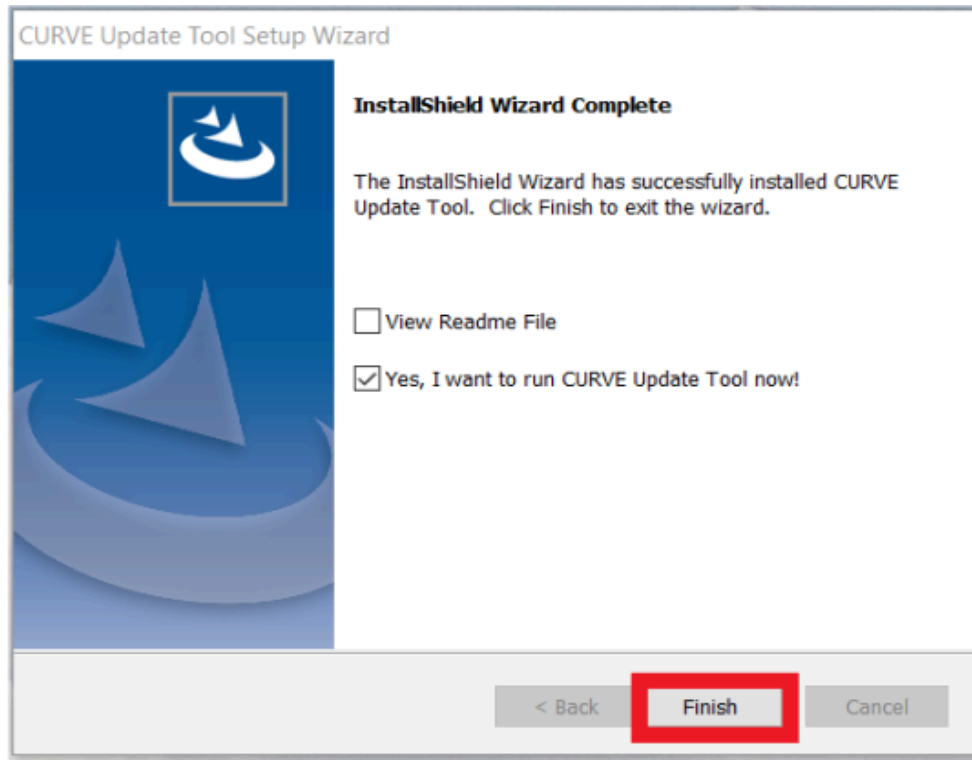 CURVE Update Tool Setup Wizard
InstallShield Wizard Complete
The InstallShield Wizard has successfully installed CURVE
Update Tool. Click Finish to exit the wizard.
View Readme File
Yes, I want to run CURVE Update Tool now!
< Back Finish Cancel